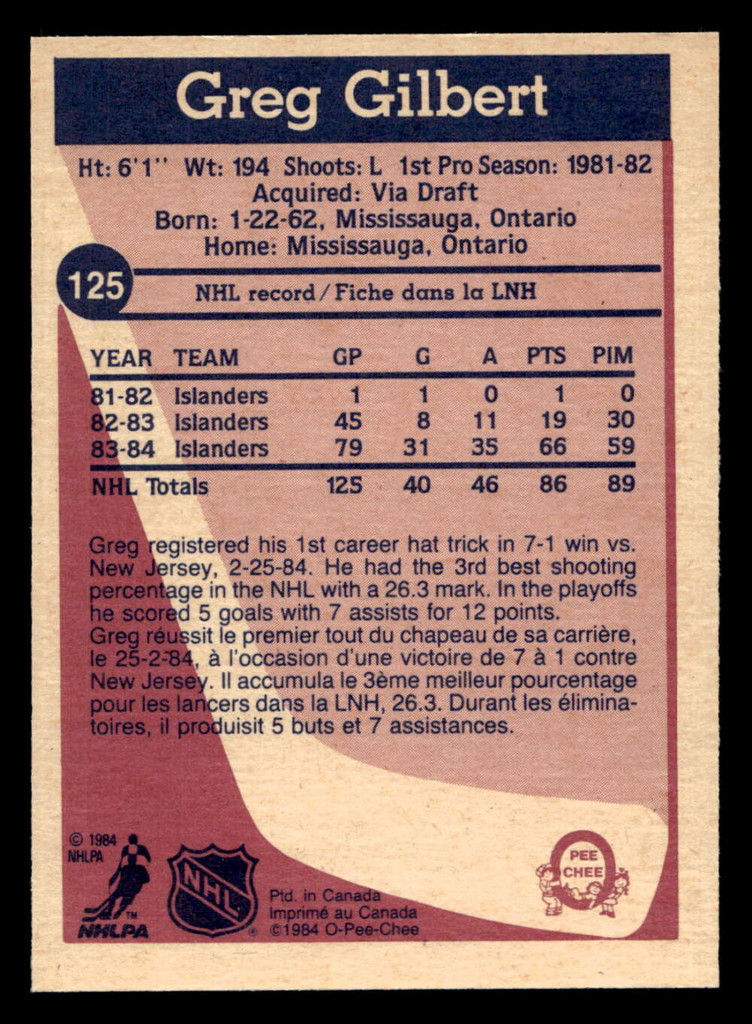 Greg Gilbert
Ht: 6'1'' Wt: 194 Shoots: L 1st Pro Season: 1981-82
Acquired: Via Draft
Born: 1-22-62, Mississauga, Ontario
Home: Mississauga, Ontario
125
NHL record/Fiche dans la LNH
YEAR TEAM GP G A PTS PIM
81-82 Islanders 1 1 0 1 0
82-83 Islanders 45 8 11 19 30
83-84 Islanders 79 31 35 66 59
NHL Totals 125 40 46 86 89
Greg registered his 1st career hat trick in 7-1 win vs.
New Jersey, 2-25-84. He had the 3rd best shooting
percentage in the NHL with a 26.3 mark. In the playoffs
he scored 5 goals with 7 assists for 12 points.
Greg réussit le premier tout du chapeau de sa carrière,
le 25-2-84, à l'occasion d'une victoire de 7 à 1 contre
New Jersey. Il accumula le 3ème meilleur pourcentage
pour les lancers dans la LNH, 26.3. Durant les élimina-
toires, il produisit 5 buts et 7 assistances.
© 1984
NHLPA
TM
NHLPA
NHL
®
Ptd. in Canada
Imprimé au Canada
©1984 O-Pee-Chee
PEE
CHEE